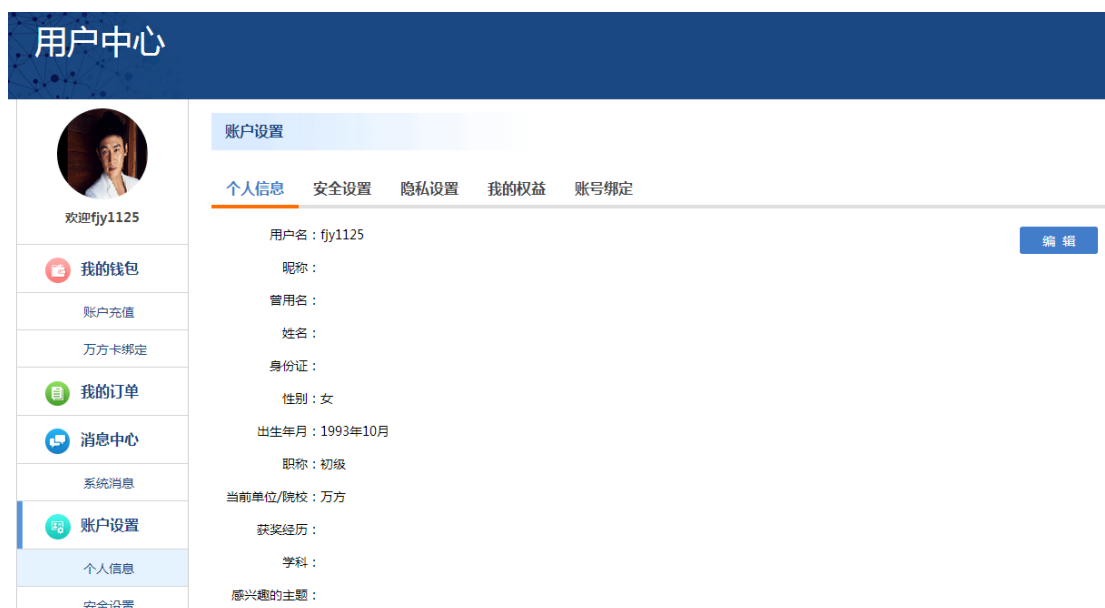 用户中心
欢迎fjy1125
我的钱包
账户充值
万方卡绑定
我的订单
消息中心
系统消息
账户设置
个人信息
安全设置
账户设置
个人信息 安全设置 隐私设置 我的权益 账号绑定
用户名：fjy1125
编 辑
昵称：
曾用名：
姓名：
身份证：
性别：女
出生年月：1993年10月
职称：初级
当前单位/院校：万方
获奖经历：
学科：
感兴趣的主题：